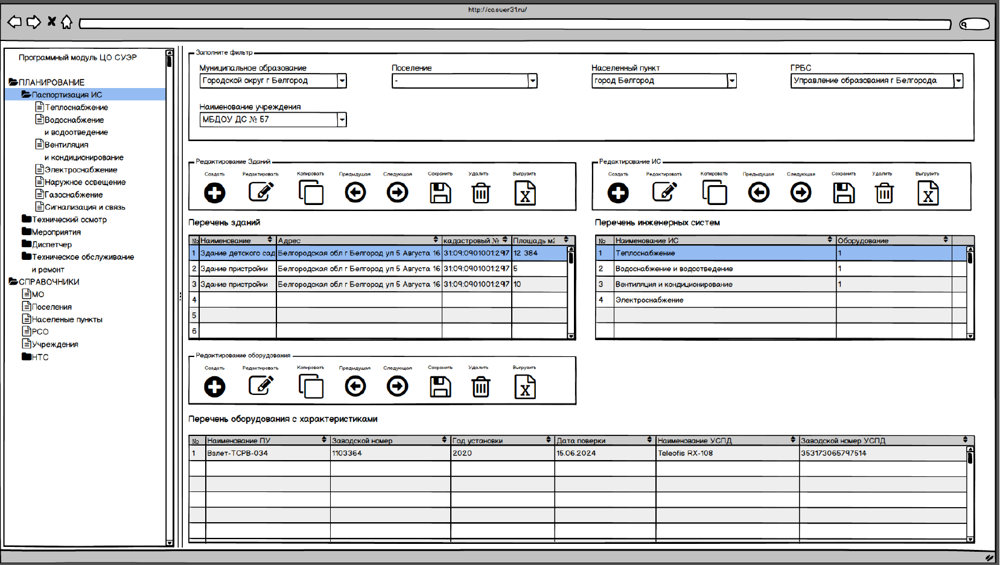 http://co.suer31.ru/
Программный модуль ЦО СУЭР
ПЛАНИРОВАНИЕ
Паспортизация ИС
Теплоснабжение
Водоснабжение
и водоотведение
Вентиляция
и кондиционирование
Электроснабжение
Наружное освещение
Газоснабжение
Сигнализация и связь
Технический осмотр
Мероприятия
Диспетчер
Техническое обслуживание
и ремонт
СПРАВОЧНИКИ
МО
Поселения
Населеные пункты
РСО
Учреждения
НТС
Заполните фильтр
Муниципальное образование Поселение Населенный пункт ГРБС
Городской округ г Белгород - город Белгород Управление образования г Белгорода
Наименование учреждения
МБДОУ ДС № 57
Редактирование Зданий
Создать Редактировать Копировать Предыдущая Следующая Сохранить Удалить Выгрузить
X
Перечень зданий
№ Наименование Адрес кадастровый № Площадь м2
1 Здание детского сад Белгородская обл г Белгород ул 5 Августа 16 31:09:0901001:297 12 384
2 Здание пристройки Белгородская обл г Белгород ул 5 Августа 16 31:09:0901001:297 5
3 Здание пристройки Белгородская обл г Белгород ул 5 Августа 16 31:09:0901001:297 10
4
5
6
Редактирование ИС
Создать Редактировать Копировать Предыдущая Следующая Сохранить Удалить Выгрузить
X
Перечень инженерных систем
№ Наименование ИС Оборудование
1 Теплоснабжение 1
2 Водоснабжение и водоотведение 1
3 Вентиляция и кондиционирование 1
4 Электроснабжение
Редактирование оборудования
Создать Редактировать Копировать Предыдущая Следующая Сохранить Удалить Выгрузить
X
Перечень оборудования с характеристиками
№ Наименование ПУ Заводской номер Год установки Дата поверки Наименование УСПД Заводской номер УСПД
1 Взлет-ТСРВ-034 1103364 2020 15.06.2024 Teleofis RX-108 353173065797514